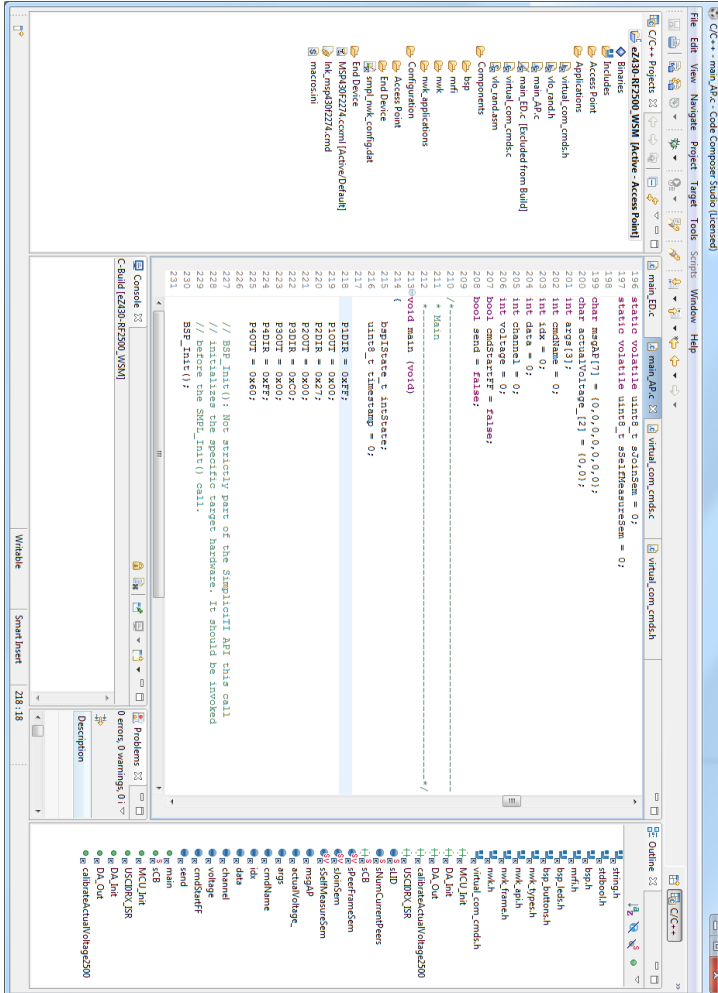 C/C++ - main_AP.c - Code Composer Studio (Licensed)
File Edit View Navigate Project Target Tools Scripts Window Help
C/C++
C/C++ Projects
eZ430-RF2500_WSM [Active - Access Point]
Binaries
Includes
Access Point
Applications
virtual_com_cmds.h
vlo_rand.h
main_AP.c
main_ED.c [Excluded from Build]
virtual_com_cmds.c
vlo_rand.asm
Components
bsp
mrfi
nwk
nwk_applications
Configuration
Access Point
End Device
smpl_nwk_config.dat
End Device
MSP430F2274.ccxml [Active/Default]
lnk_msp430f2274.cmd
macros.ini
main_ED.c main_AP.c virtual_com_cmds.c virtual_com_cmds.h
196 static volatile uint8_t sJoinSem = 0;
197 static volatile uint8_t sSelfMeasureSem = 0;
198
199 char msgAP[7] = {0,0,0,0,0,0,0};
200 char actualVoltage_[2] = {0,0};
201 int args[3];
202 int cmdName = 0;
203 int idx = 0;
204 int data = 0;
205 int channel = 0;
206 int voltage = 0;
207 bool cmdStartFF = false;
208 bool send = false;
209
210 /*------------------------------------------------------------------------------
211 * Main
212 *------------------------------------------------------------------------------*/
213 void main (void)
214 {
215 bspIState_t intState;
216 uint8_t timestamp = 0;
217
218 P1DIR = 0xFF;
219 P1OUT = 0x00;
220 P2DIR = 0x27;
221 P2OUT = 0x00;
222 P3DIR = 0xC0;
223 P3OUT = 0x00;
224 P4DIR = 0xFF;
225 P4OUT = 0x60;
226
227 // BSP_Init(): Not strictly part of the SimpliciTI API this call
228 // initializes the specific target hardware. It should be invoked
229 // before the SMPL_Init() call.
230 BSP_Init();
231
Console
C-Build [eZ430-RF2500_WSM]
Problems
0 errors, 0 warnings, 0 i
Description
Outline
string.h
stdbool.h
bsp.h
mrfi.h
bsp_leds.h
bsp_buttons.h
nwk_types.h
nwk_api.h
nwk_frame.h
nwk.h
virtual_com_cmds.h
MCU_Init
DA_Init
DA_Out
calibrateActualVoltage2500
USCDRX_ISR
sCB
sNumCurrentPeers
sLID
sPeerFrameSem
sJoinSem
sSelfMeasureSem
msgAP
actualVoltage_
args
cmdName
idx
data
channel
voltage
cmdStartFF
send
main
sCB
MCU_Init
USCDRX_ISR
DA_Init
DA_Out
calibrateActualVoltage2500
Writable Smart Insert 218 : 18